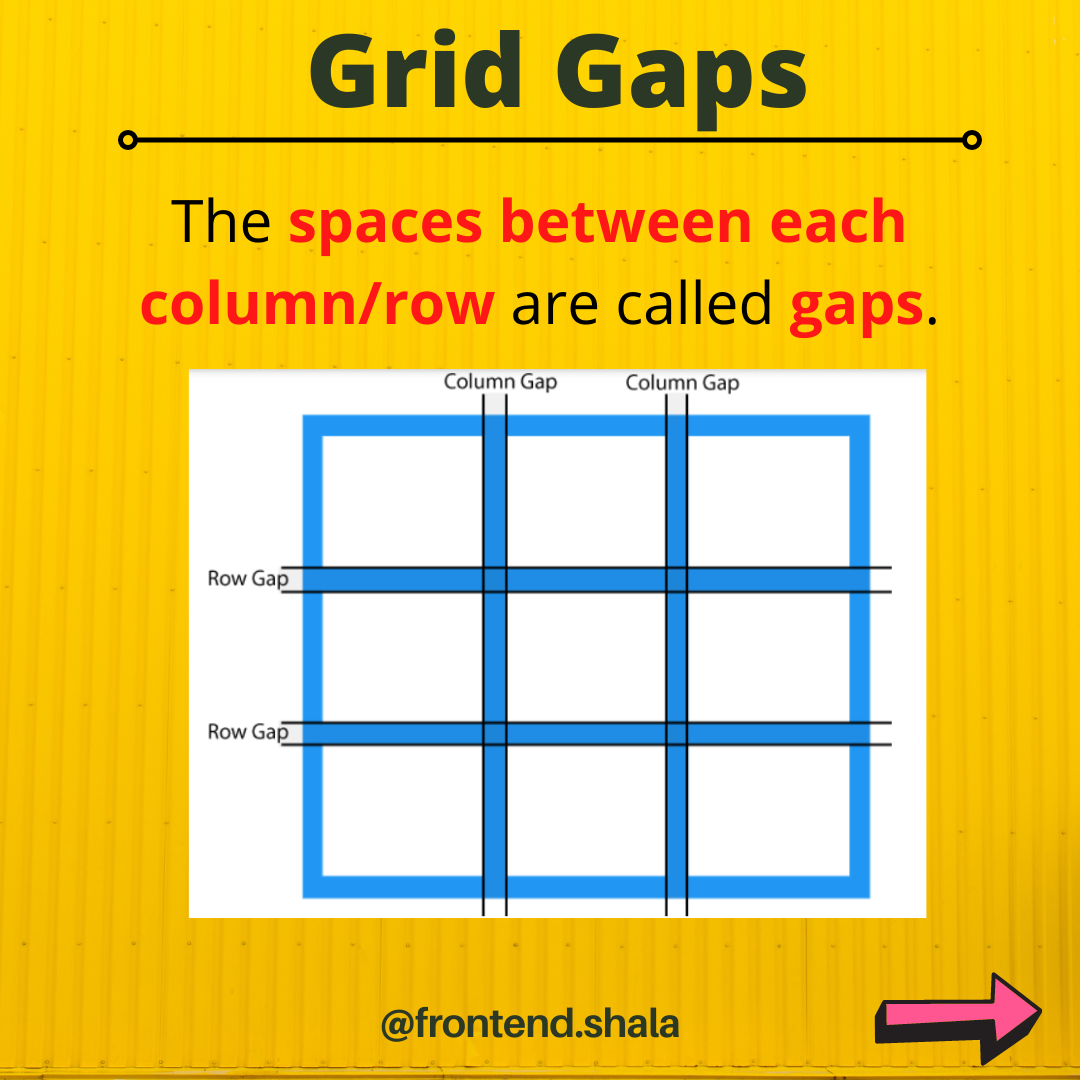 Grid Gaps
The spaces between each
column/row are called gaps.
Column Gap
Column Gap
Row Gap
Row Gap
@frontend.shala